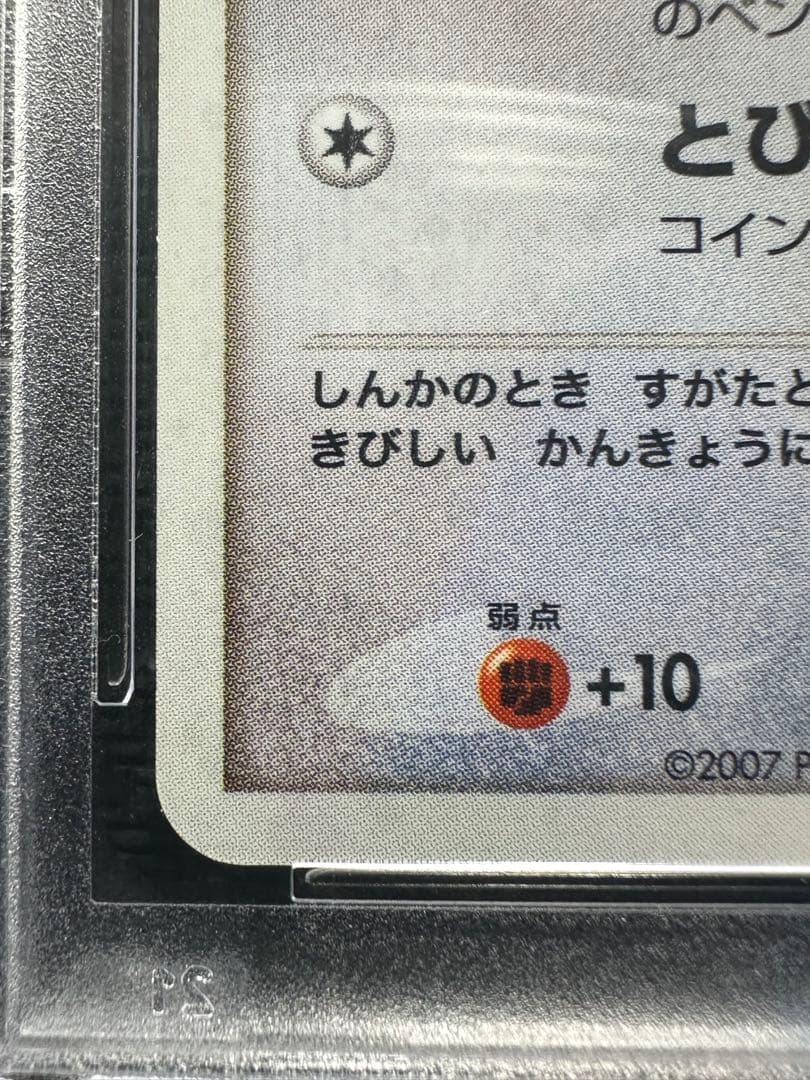 のベン
とび
コイン
しんかのとき すがたと
きびしい かんきょうに
弱点
+10
©2007 P
21